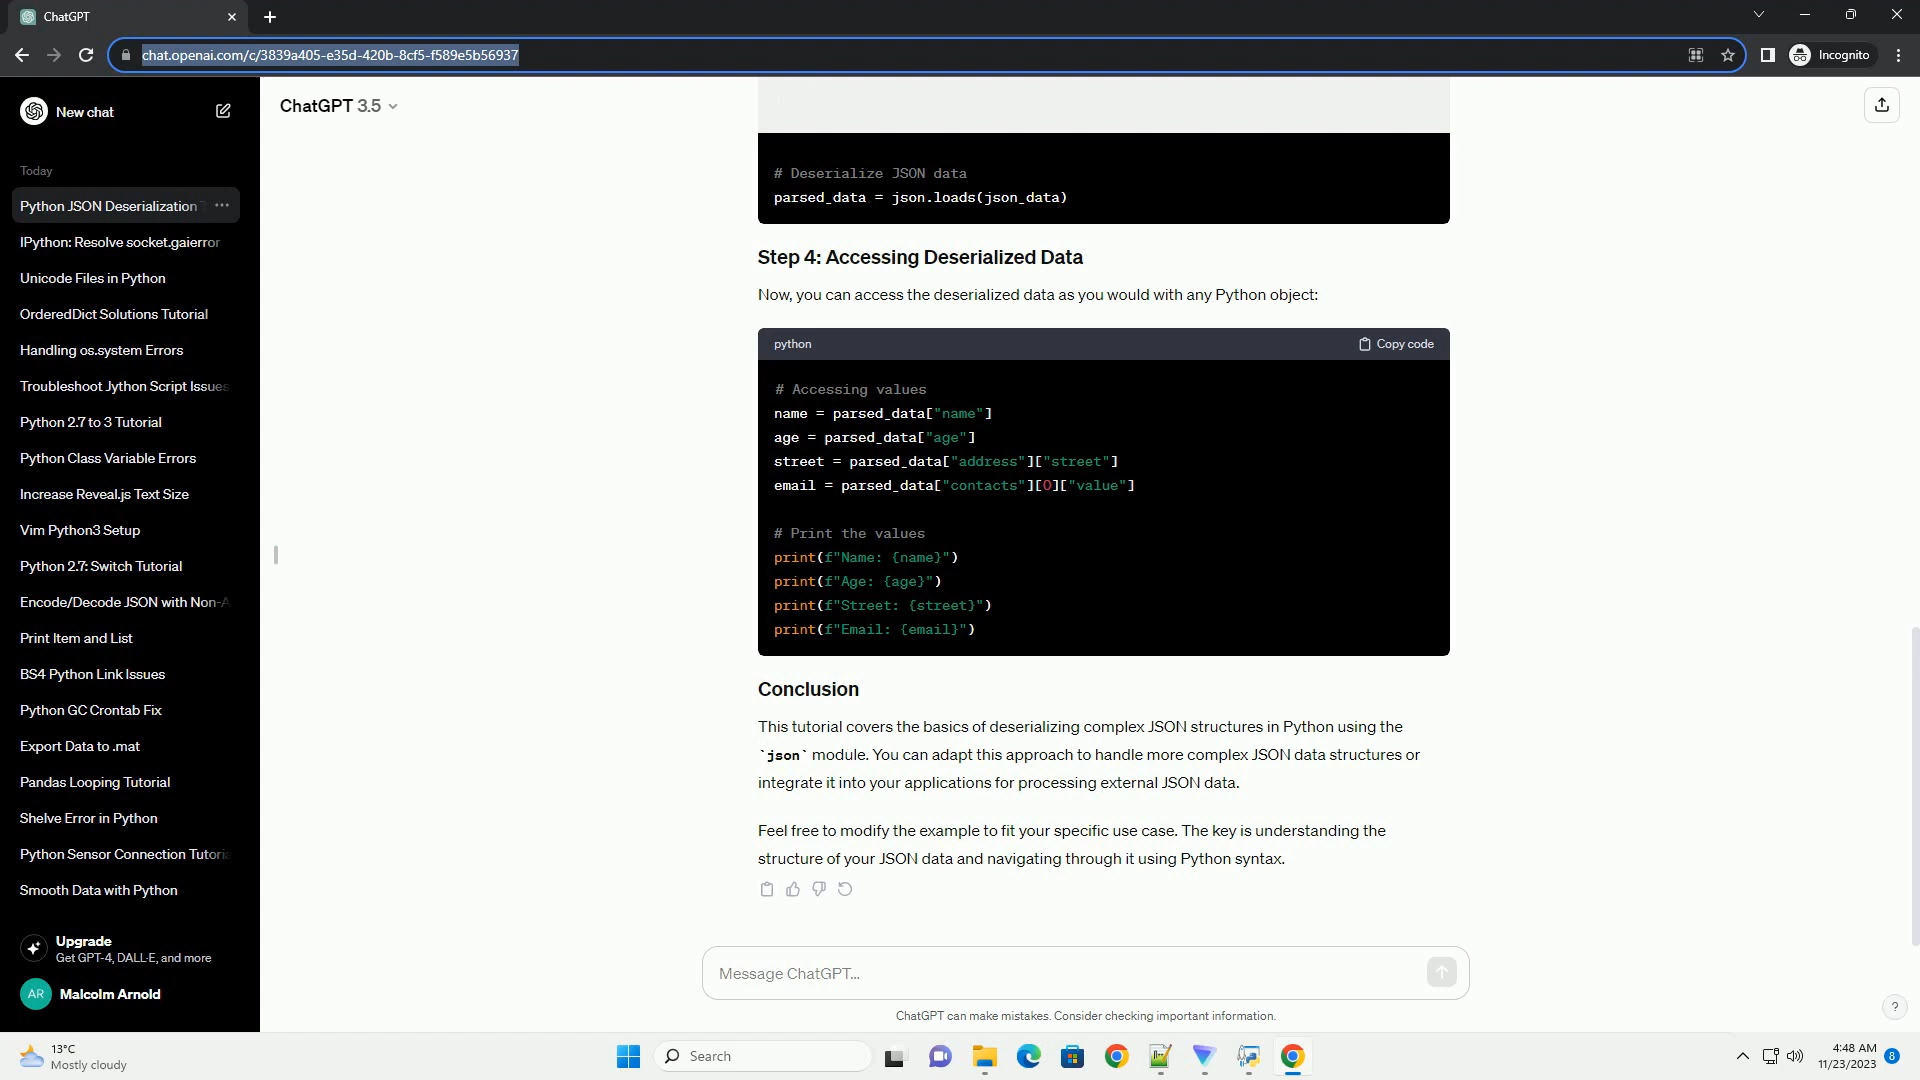 ChatGPT
chat.openai.com/c/3839a405-e35d-420b-8cf5-f589e5b56937
Incognito
New chat
ChatGPT 3.5
Today
Python JSON Deserialization
IPython: Resolve socket.gaierror
Unicode Files in Python
OrderedDict Solutions Tutorial
Handling os.system Errors
Troubleshoot Jython Script Issues
Python 2.7 to 3 Tutorial
Python Class Variable Errors
Increase Reveal.js Text Size
Vim Python3 Setup
Python 2.7: Switch Tutorial
Encode/Decode JSON with Non-A
Print Item and List
BS4 Python Link Issues
Python GC Crontab Fix
Export Data to .mat
Pandas Looping Tutorial
Shelve Error in Python
Python Sensor Connection Tutoria
Smooth Data with Python
Upgrade
Get GPT-4, DALL·E, and more
AR Malcolm Arnold
# Deserialize JSON data
parsed_data = json.loads(json_data)
Step 4: Accessing Deserialized Data
Now, you can access the deserialized data as you would with any Python object:
python
Copy code
# Accessing values
name = parsed_data["name"]
age = parsed_data["age"]
street = parsed_data["address"]["street"]
email = parsed_data["contacts"][0]["value"]
# Print the values
print(f"Name: {name}")
print(f"Age: {age}")
print(f"Street: {street}")
print(f"Email: {email}")
Conclusion
This tutorial covers the basics of deserializing complex JSON structures in Python using the
`json` module. You can adapt this approach to handle more complex JSON data structures or
integrate it into your applications for processing external JSON data.
Feel free to modify the example to fit your specific use case. The key is understanding the
structure of your JSON data and navigating through it using Python syntax.
Message ChatGPT...
ChatGPT can make mistakes. Consider checking important information.
?
13°C
Mostly cloudy
Search
4:48 AM
11/23/2023
8